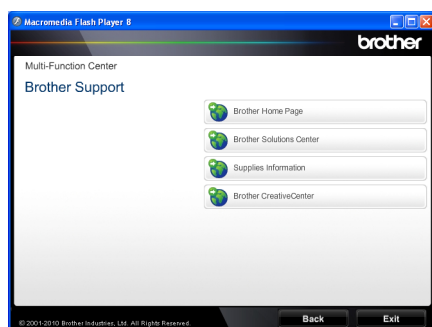 Macromedia Flash Player 8
brother
Multi-Function Center
Brother Support
Brother Home Page
Brother Solutions Center
Supplies Information
Brother CreativeCenter
© 2001-2010 Brother Industries, Ltd. All Rights Reserved.
Back
Exit